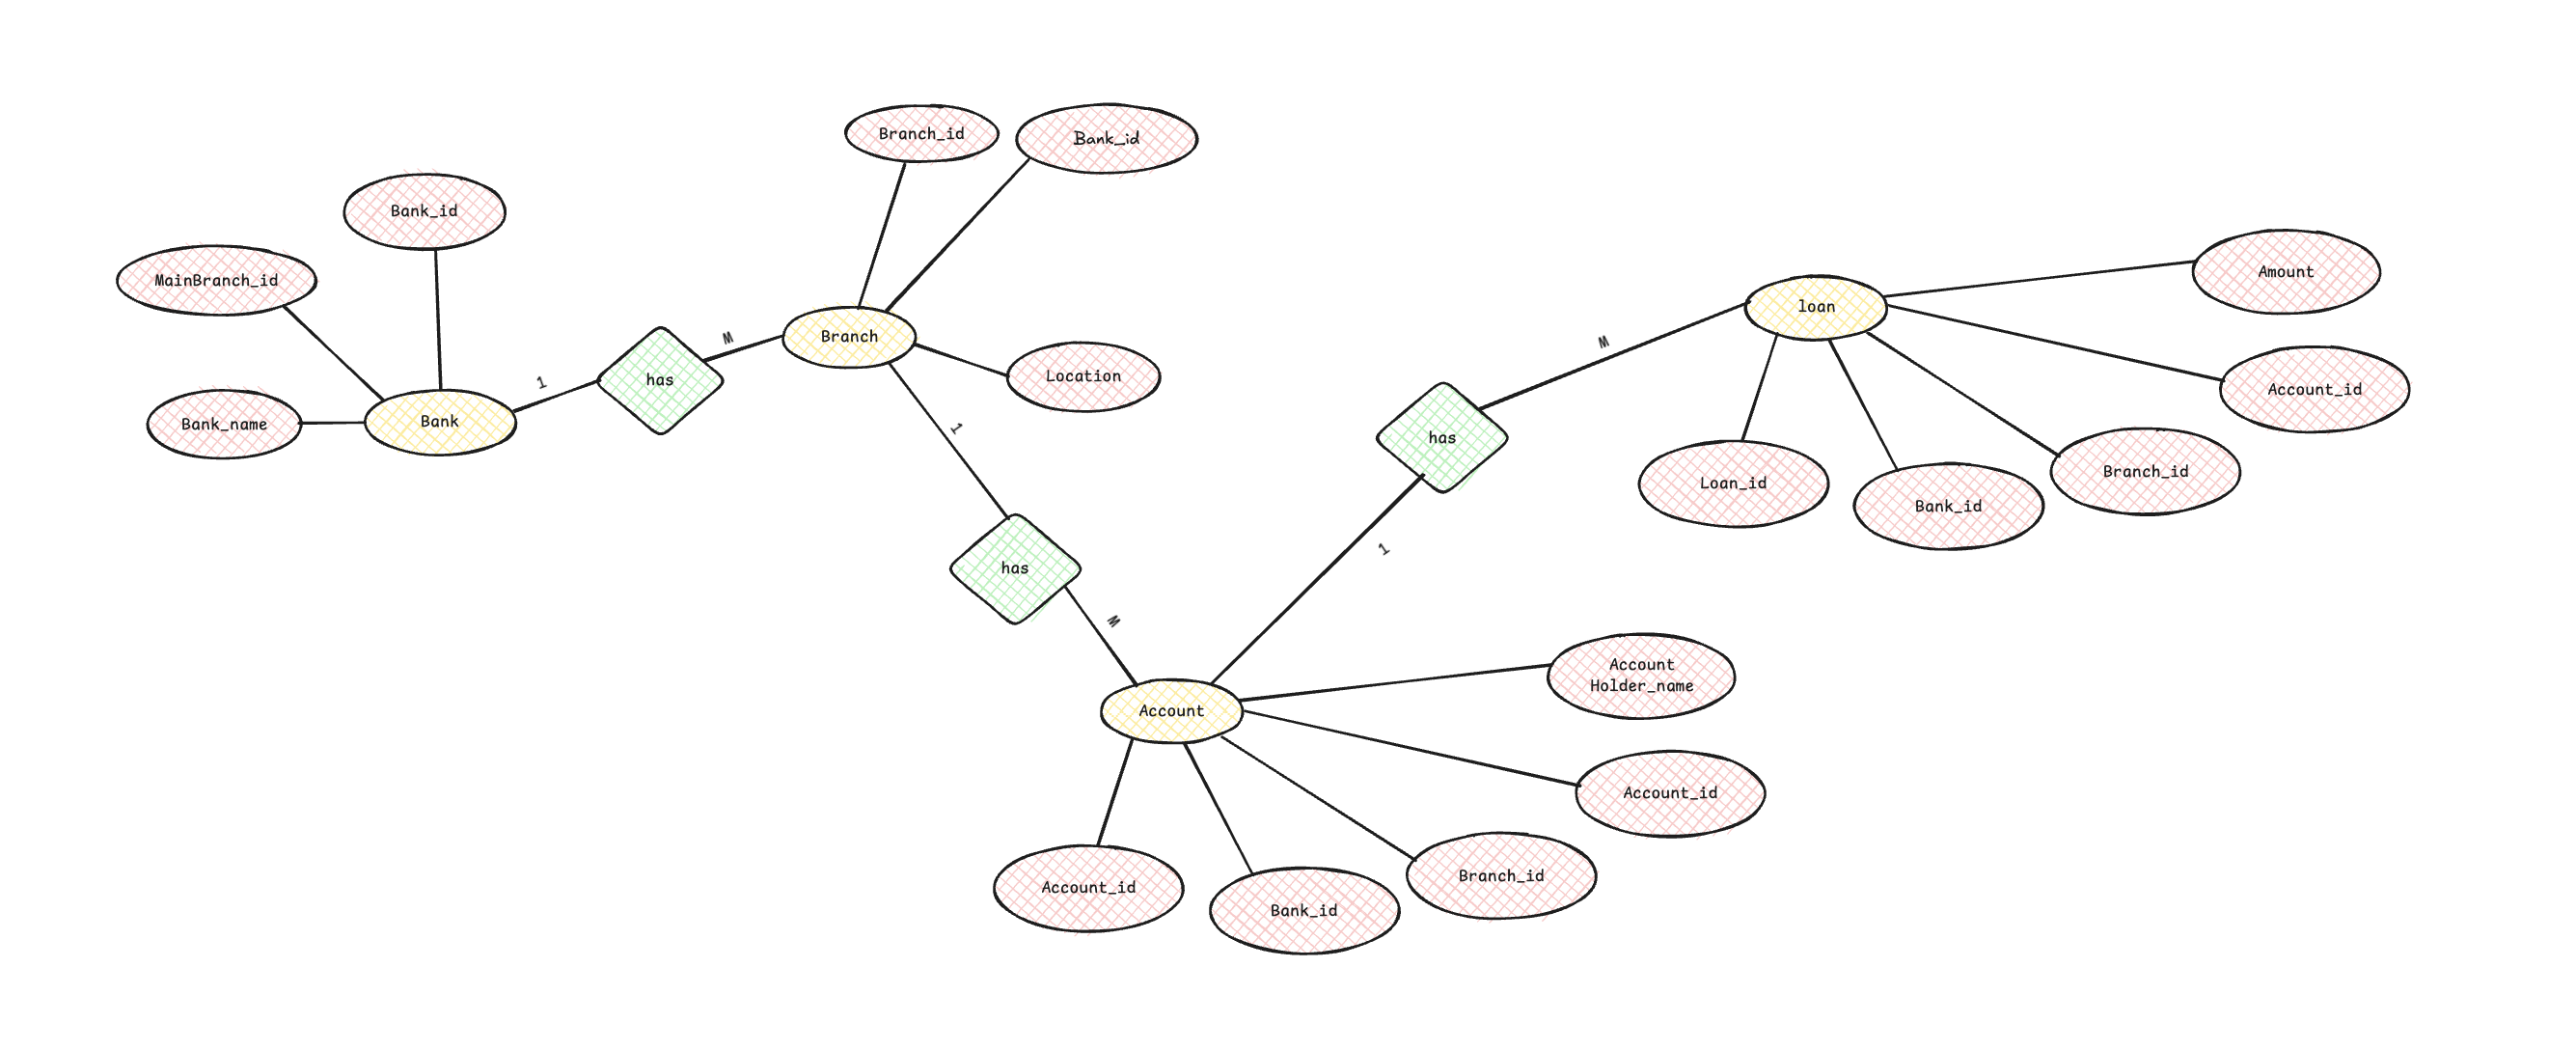 Branch_id
Bank_id
Bank_id
MainBranch_id
Bank_name
Bank
1
has
M
Branch
Location
1
has
M
Account
1
has
M
loan
Amount
Account_id
Branch_id
Loan_id
Bank_id
Account
Holder_name
Account_id
Branch_id
Account_id
Bank_id